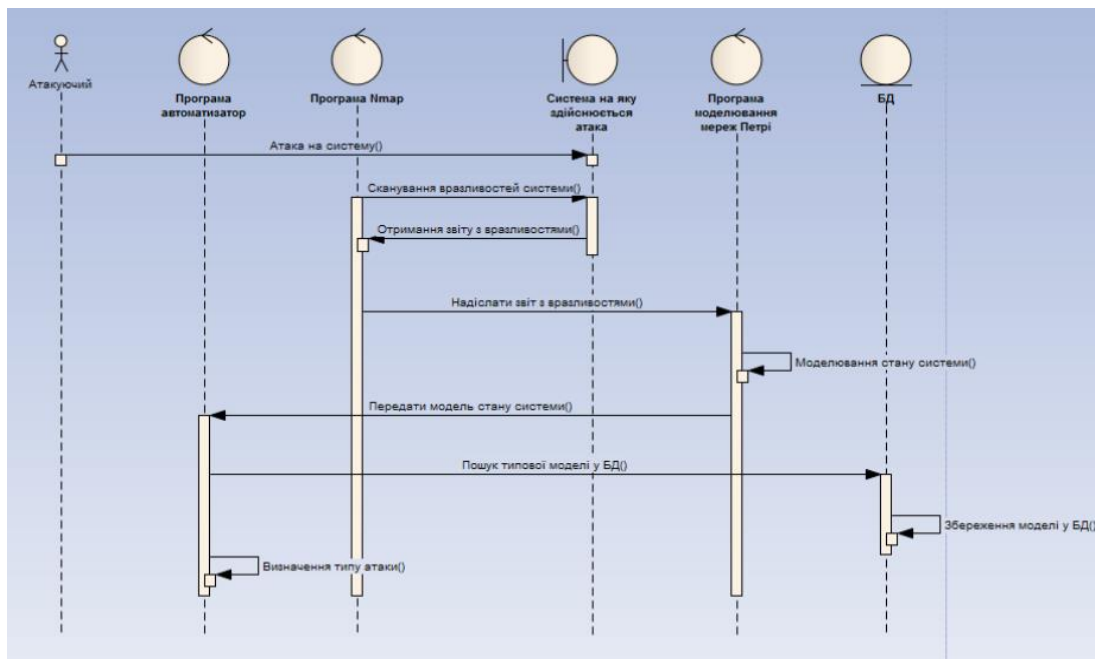 Атакуючий
Програма
автоматизатор
Програма Nmap
Система на яку
здійснюється
атака
Програма
моделювання
мереж Петрі
БД
Атака на систему()
Сканування вразливостей системи()
Отримання звіту з вразливостями()
Надіслати звіт з вразливостями()
Моделювання стану системи()
Передати модель стану системи()
Пошук типової моделі у БД()
Збереження моделі у БД()
Визначення типу атаки()